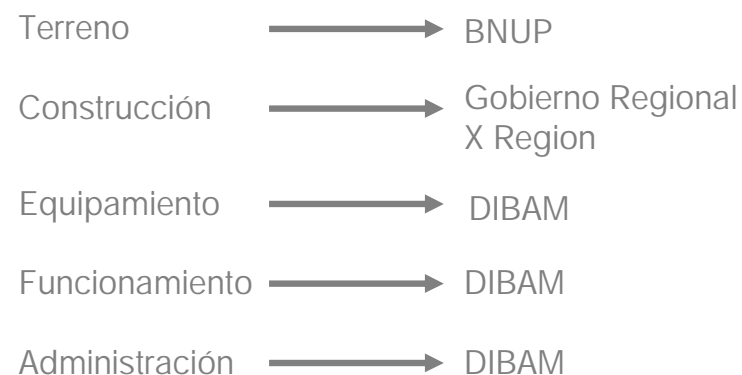 Terreno BNUP
Construcción Gobierno Regional
X Region
Equipamiento DIBAM
Funcionamiento DIBAM
Administración DIBAM